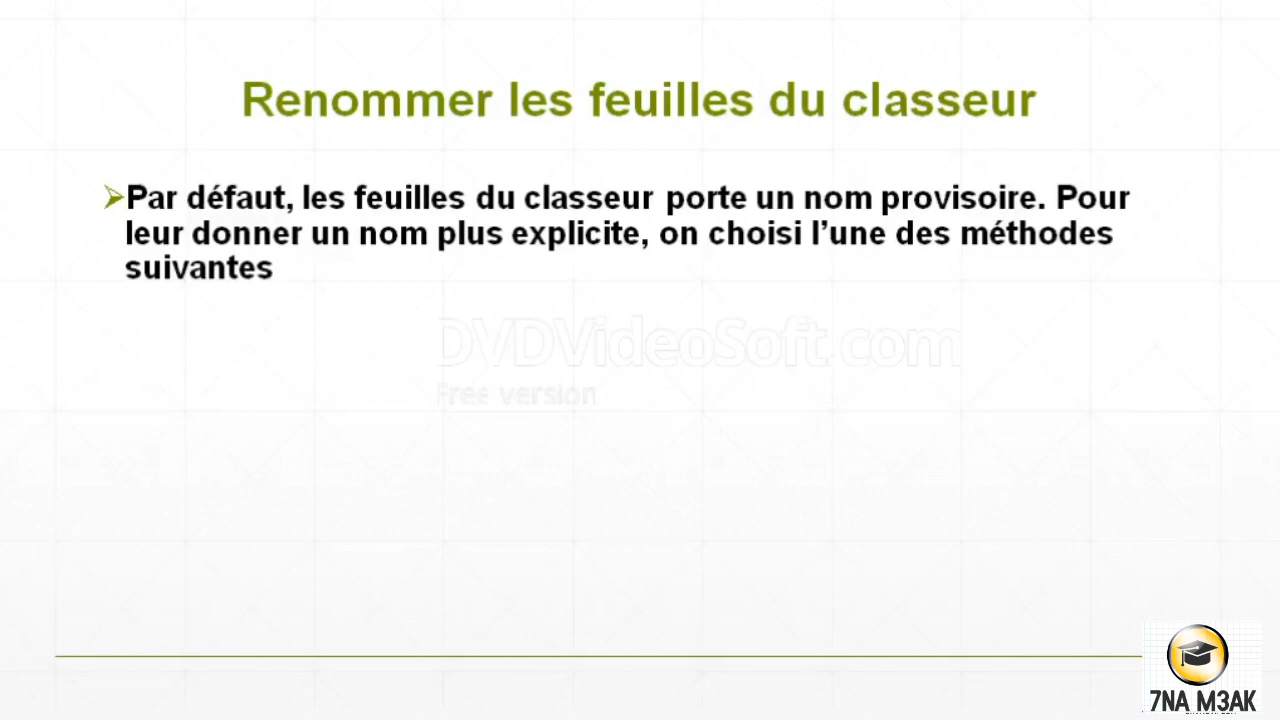 Renommer les feuilles du classeur
Par défaut, les feuilles du classeur porte un nom provisoire. Pour
leur donner un nom plus explicite, on choisi l’une des méthodes
suivantes
DVDVideoSoft.com
Free version
7NA M3AK